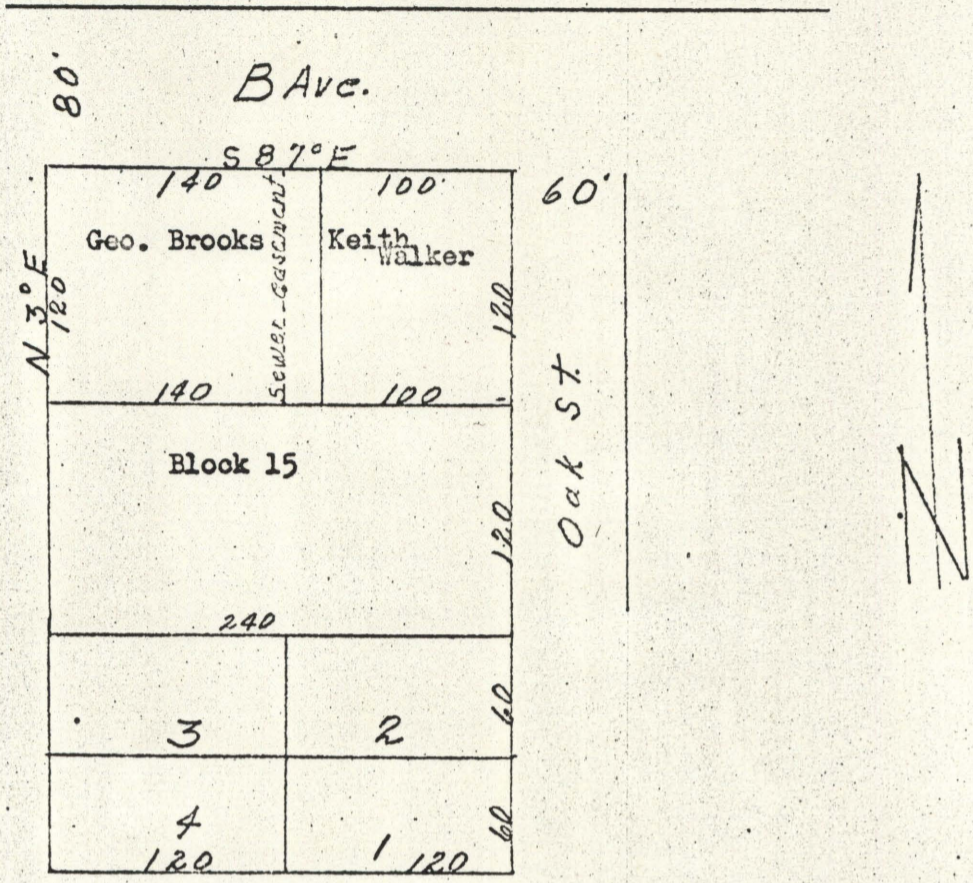 80'
B Ave.
S 87° E
140
100'
60'
Geo. Brooks
sewer easement
Keith
Walker
N 3° E
120
120
140
100
Oak St.
Block 15
120
N
240
60
3
2
4
1
60
120
120